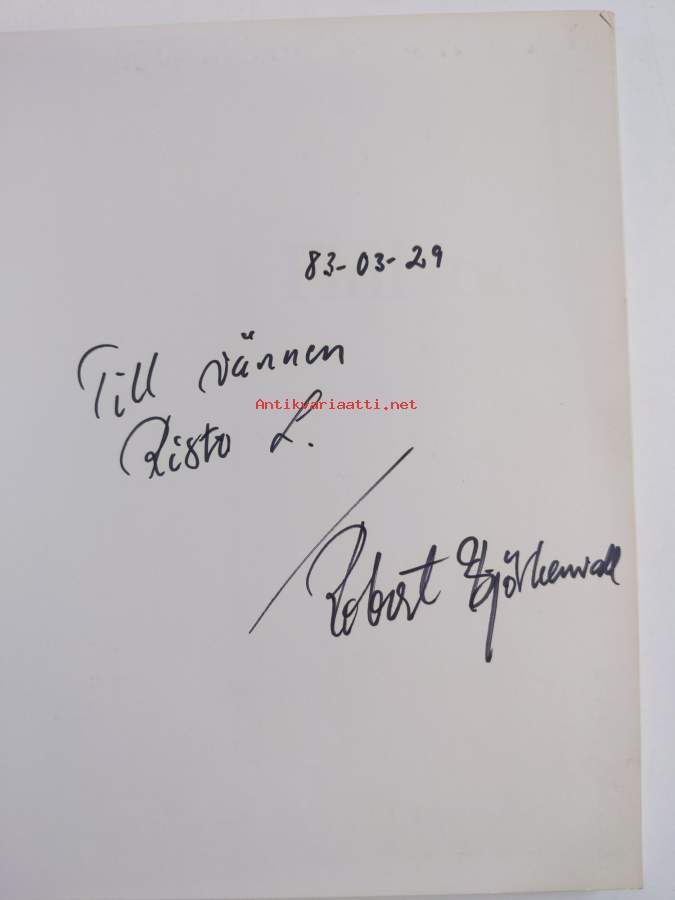 83-03-29
Till vännen
Antikvariaatti.net
Risto L.
/Robert Björkenwall